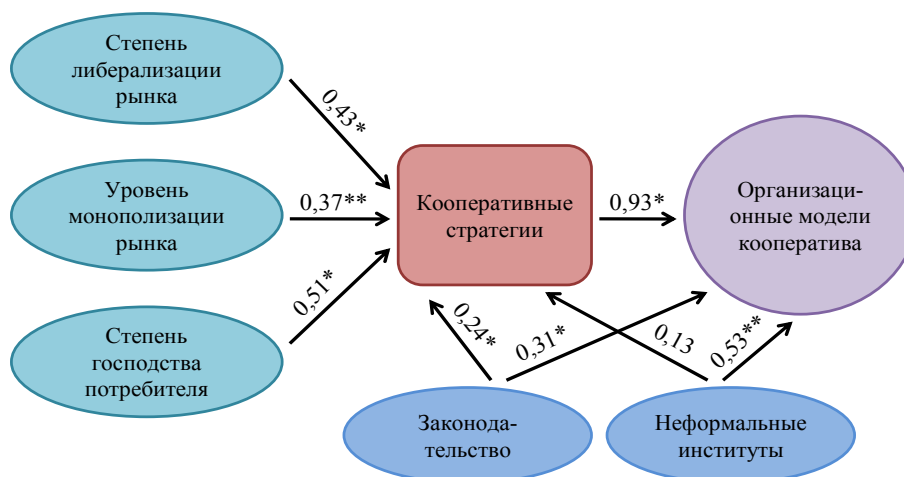 Степень
либерализации
рынка
0,43*
Уровень
монополизации
рынка
0,37**
Кооперативные
стратегии
0,93*
Организаци-
онные модели
кооператива
0,51*
Степень
господства
потребителя
0,24*
0,31*
0,13
0,53**
Законода-
тельство
Неформальные
институты